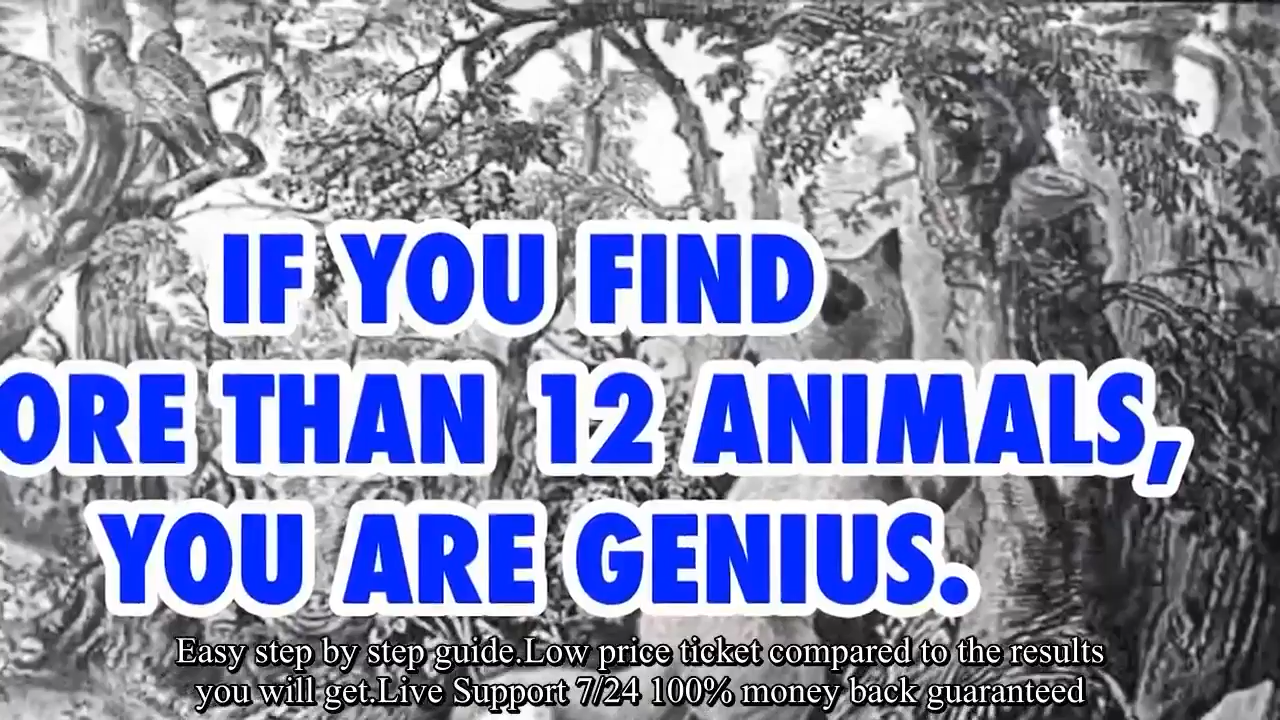 IF YOU FIND
ORE THAN 12 ANIMALS,
YOU ARE GENIUS.
Easy step by step guide.Low price ticket compared to the results
you will get.Live Support 7/24 100% money back guaranteed